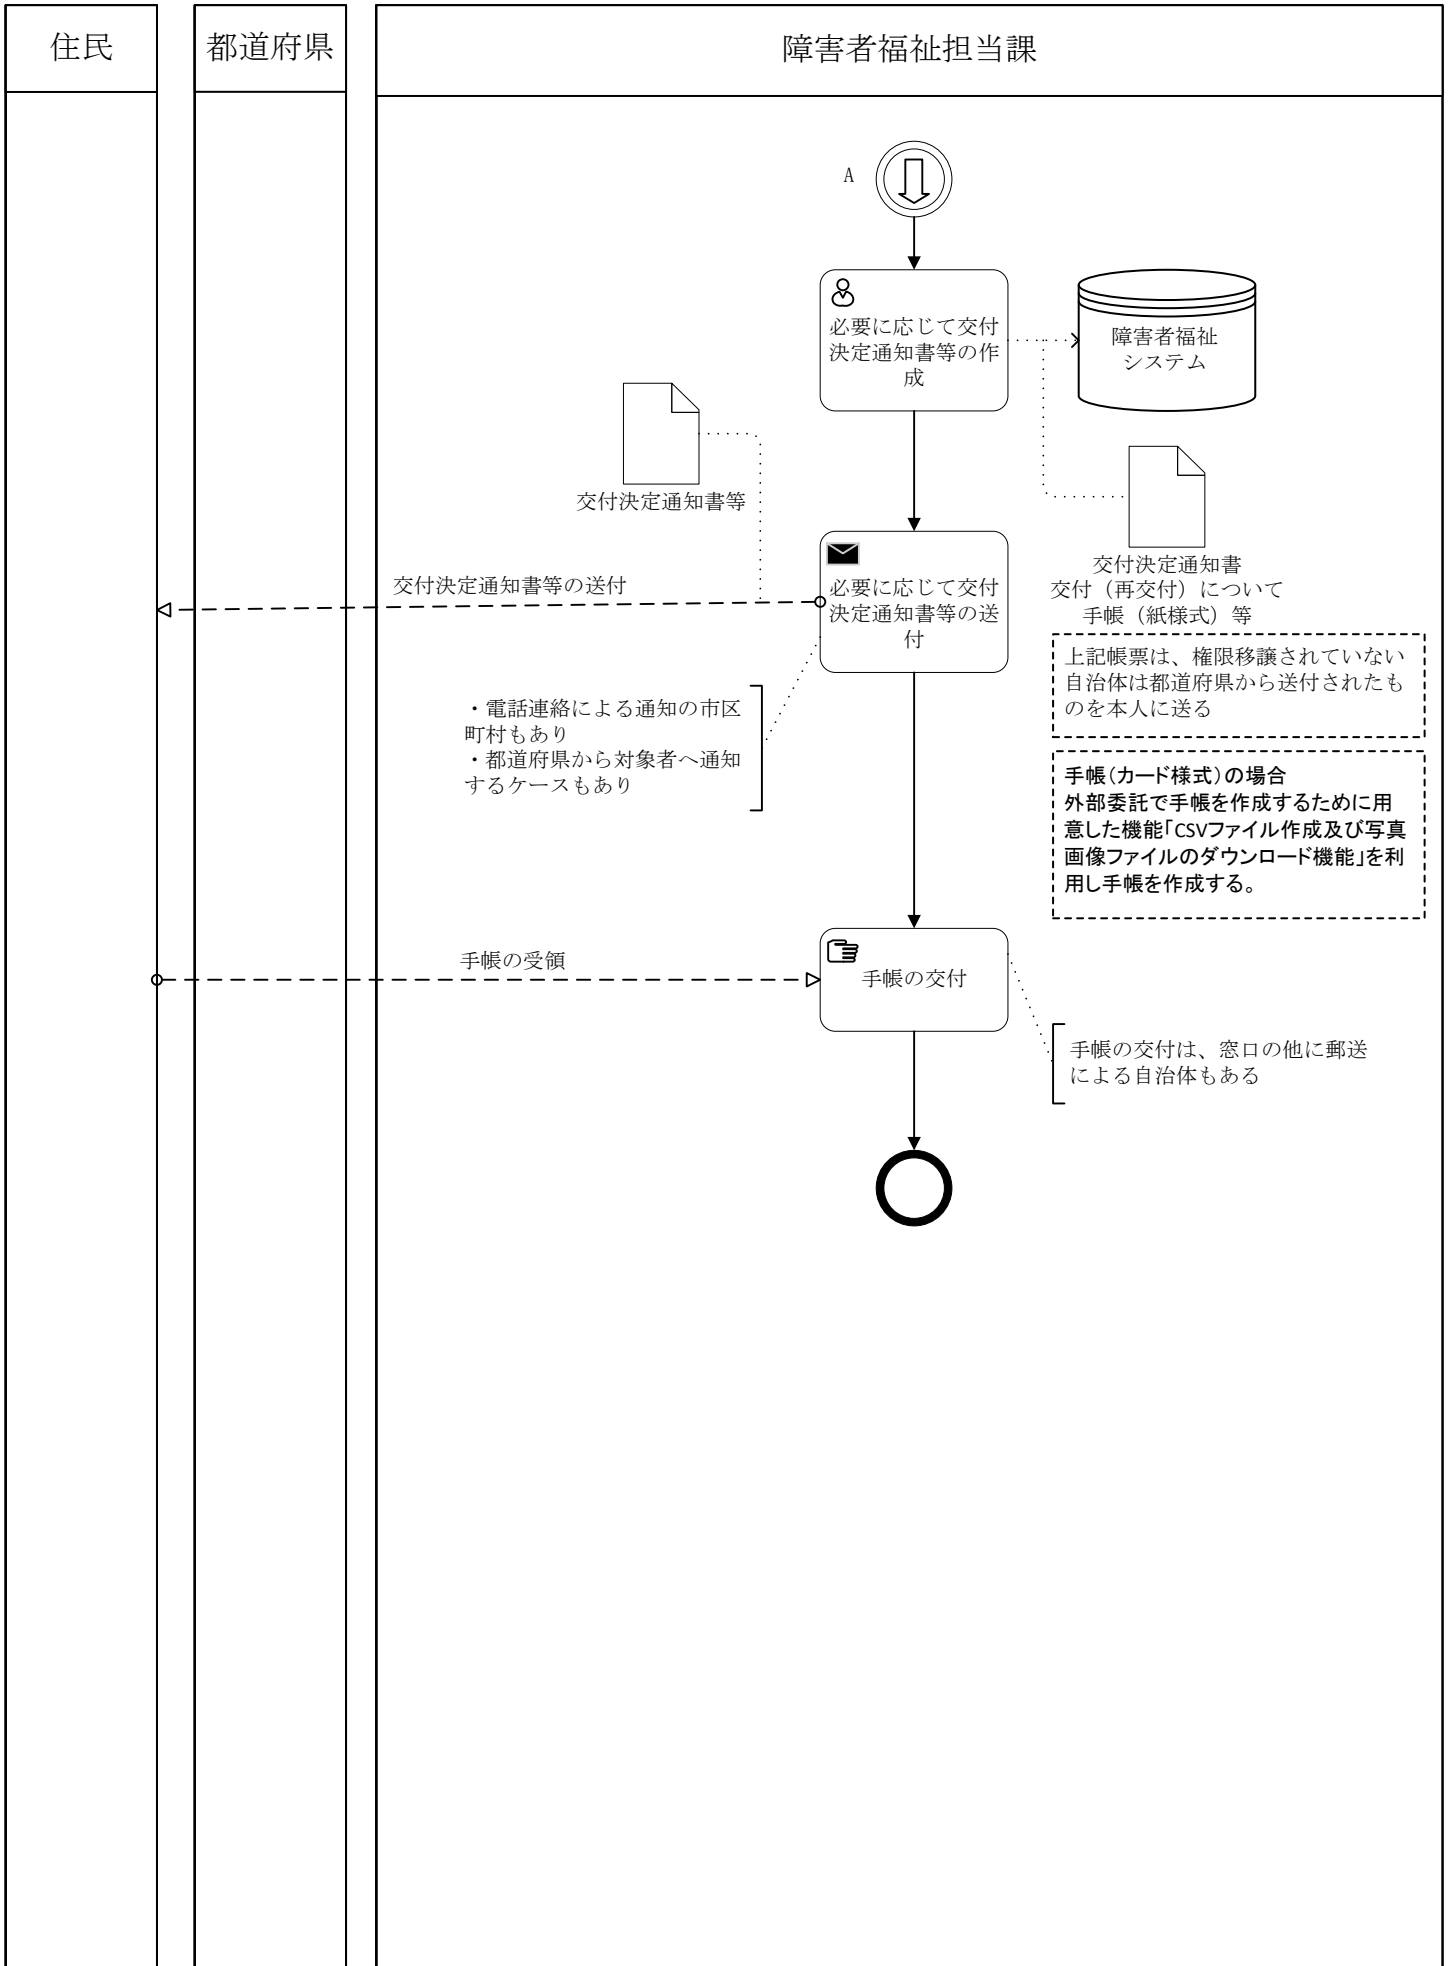 住民
都道府県
障害者福祉担当課
A
必要に応じて交付
決定通知書等の作
成
障害者福祉
システム
交付決定通知書等
交付決定通知書
交付（再交付）について
手帳（紙様式）等
交付決定通知書等の送付
必要に応じて交付
決定通知書等の送
付
上記帳票は、権限移譲されていない
自治体は都道府県から送付されたも
のを本人に送る
・電話連絡による通知の市区
町村もあり
・都道府県から対象者へ通知
するケースもあり
手帳（カード様式）の場合
外部委託で手帳を作成するために用
意した機能「CSVファイル作成及び写真
画像ファイルのダウンロード機能」を利
用し手帳を作成する。
手帳の受領
手帳の交付
手帳の交付は、窓口の他に郵送
による自治体もある